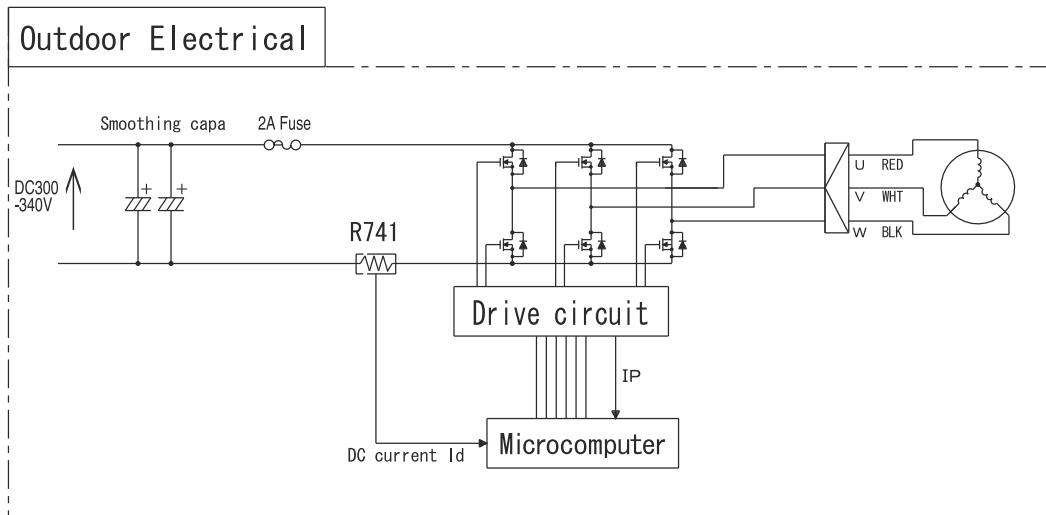 Outdoor Electrical
Smoothing capa
2A Fuse
DC300
-340V
+
+
R741
U RED
V WHT
W BLK
Drive circuit
IP
Microcomputer
DC current Id